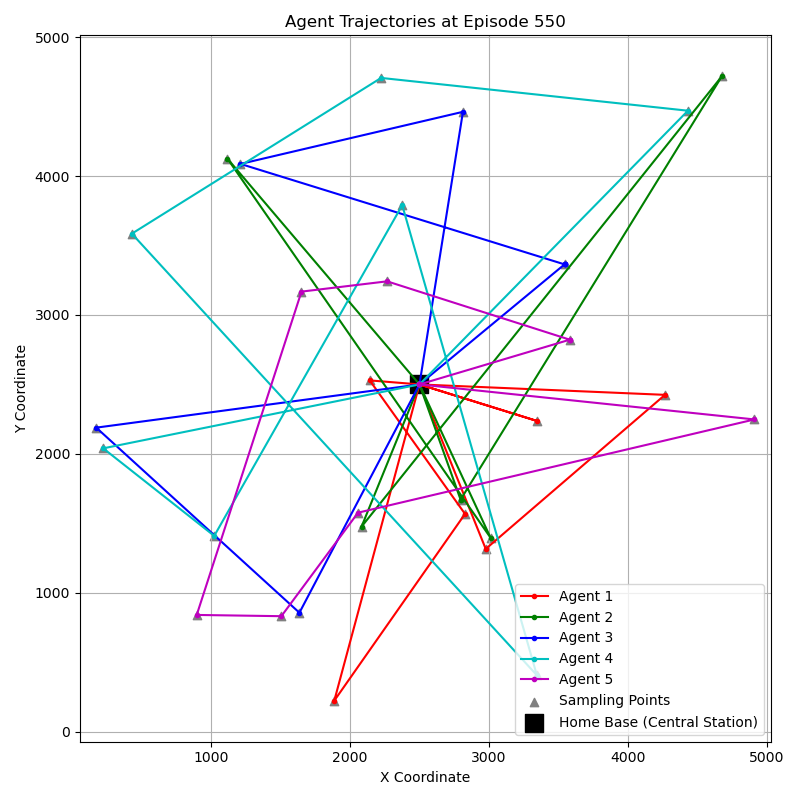 Agent Trajectories at Episode 550
Y Coordinate
5000
4000
3000
2000
1000
0
1000
2000
3000
4000
5000
X Coordinate
Agent 1
Agent 2
Agent 3
Agent 4
Agent 5
Sampling Points
Home Base (Central Station)